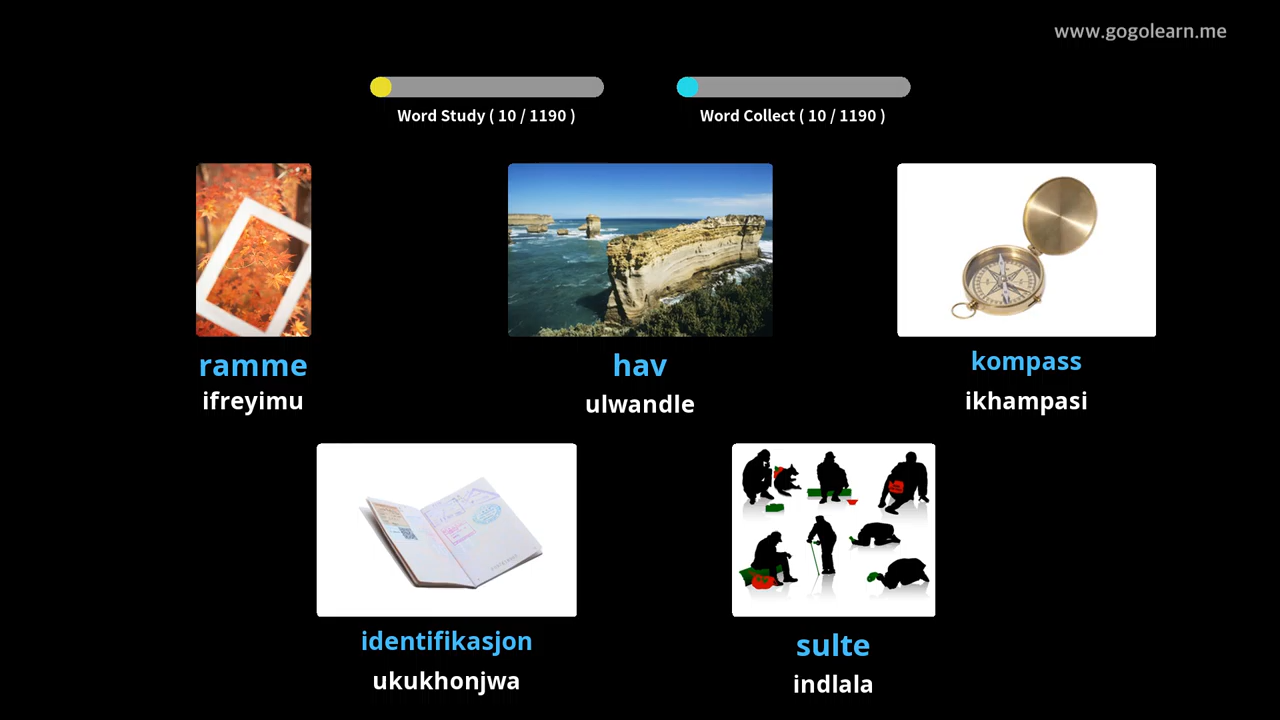 www.gogolearn.me
Word Study ( 10 / 1190 )
Word Collect ( 10 / 1190 )
ramme
ifreyimu
hav
ulwandle
kompass
ikhampasi
identifikasjon
ukukhonjwa
sulte
indlala